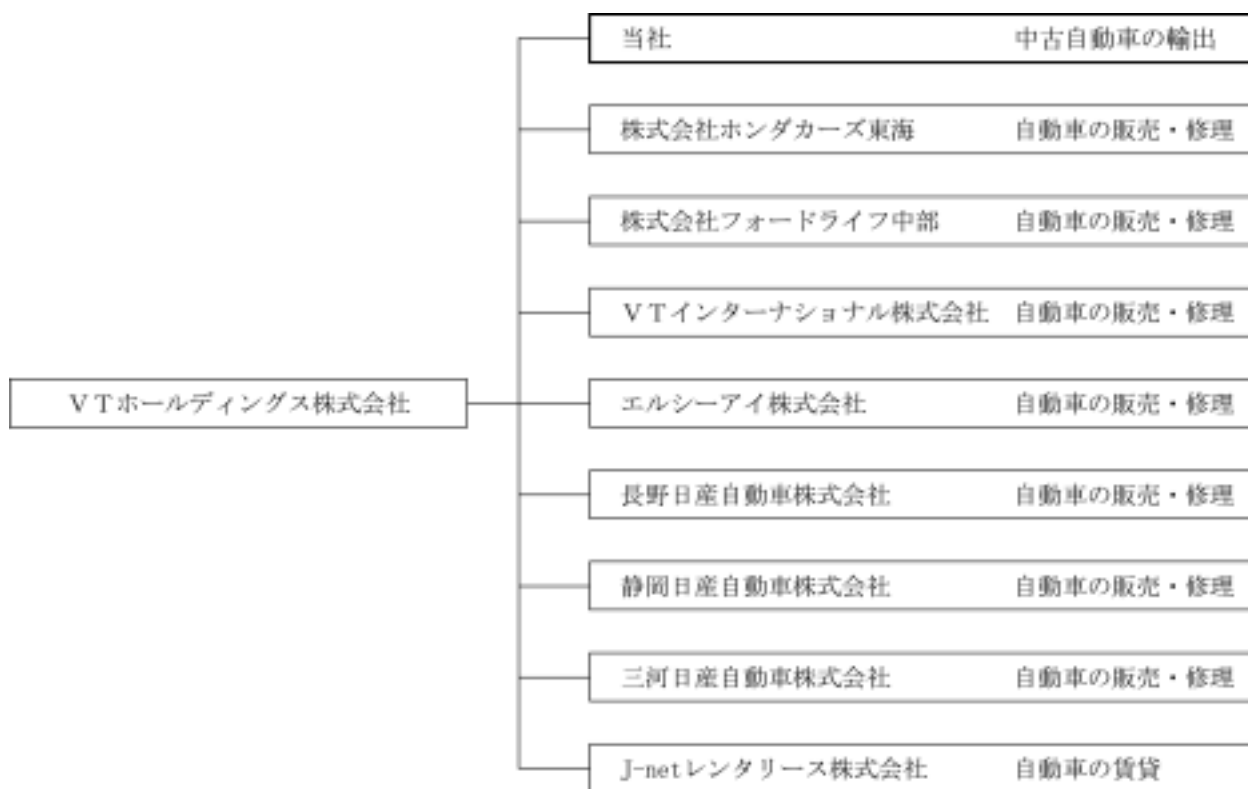 当社 中古自動車の輸出
株式会社ホンダカーズ東海 自動車の販売・修理
株式会社フォードライフ中部 自動車の販売・修理
ＶＴインターナショナル株式会社 自動車の販売・修理
ＶＴホールディングス株式会社 エルシーアイ株式会社 自動車の販売・修理
長野日産自動車株式会社 自動車の販売・修理
静岡日産自動車株式会社 自動車の販売・修理
三河日産自動車株式会社 自動車の販売・修理
J-netレンタリース株式会社 自動車の賃貸